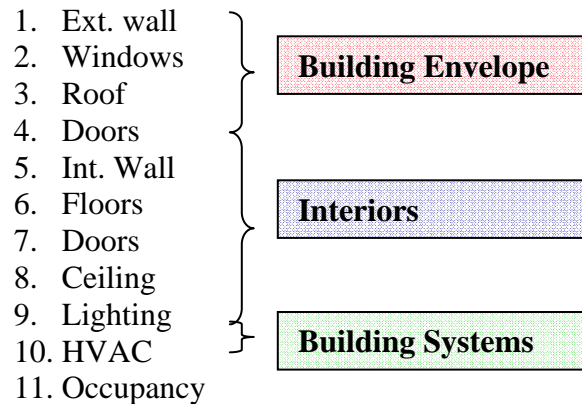 1. Ext. wall
2. Windows
3. Roof
4. Doors
5. Int. Wall
6. Floors
7. Doors
8. Ceiling
9. Lighting
10. HVAC
11. Occupancy
Building Envelope
Interiors
Building Systems